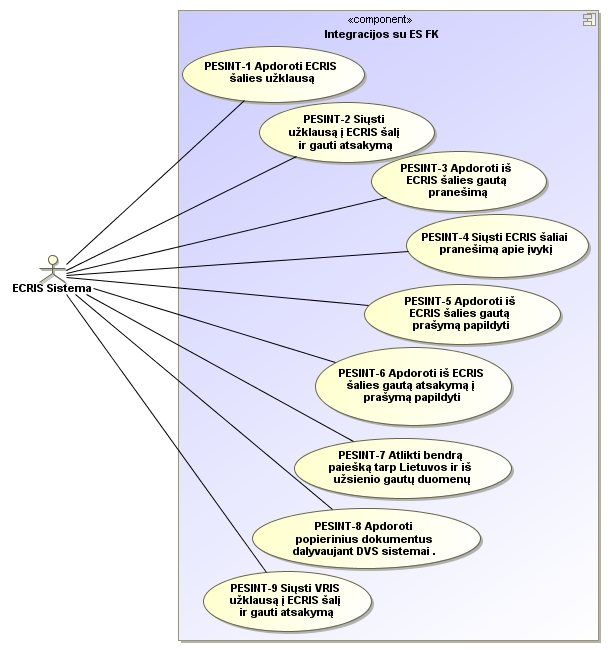 «component»
Integracijos su ES FK
PESINT-1 Apdoroti ECRIS
šalies užklausą
PESINT-2 Siųsti
užklausą į ECRIS šalį
ir gauti atsakymą
PESINT-3 Apdoroti iš
ECRIS šalies gautą
pranešimą
PESINT-4 Siųsti ECRIS šaliai
pranešimą apie įvykį
ECRIS Sistema
PESINT-5 Apdoroti iš
ECRIS šalies gautą
prašymą papildyti
PESINT-6 Apdoroti iš ECRIS
šalies gautą atsakymą į
prašymą papildyti
PESINT-7 Atlikti bendrą
paiešką tarp Lietuvos ir iš
užsienio gautų duomenų
PESINT-8 Apdoroti
popierinius dokumentus
dalyvaujant DVS sistemai .
PESINT-9 Siųsti VRIS
užklausą į ECRIS šalį
ir gauti atsakymą